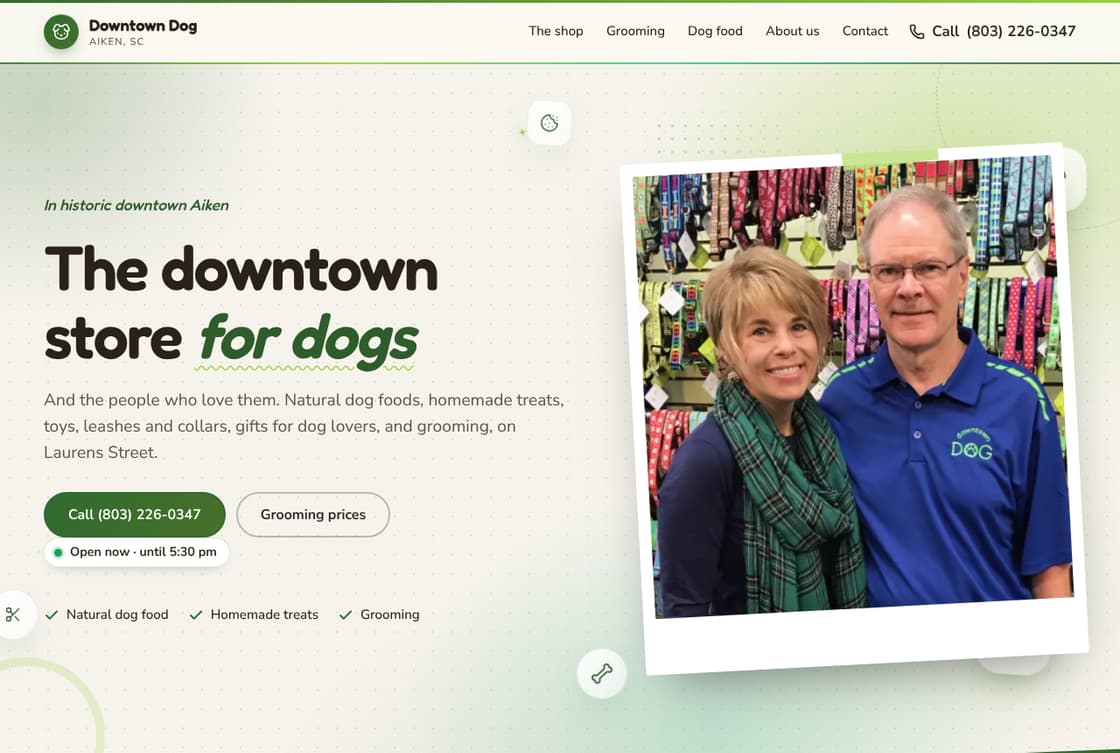 Downtown Dog
AIKEN, SC
The shop
Grooming
Dog food
About us
Contact
Call (803) 226-0347
In historic downtown Aiken
The downtown
store for dogs
And the people who love them. Natural dog foods, homemade treats,
toys, leashes and collars, gifts for dog lovers, and grooming, on
Laurens Street.
Call (803) 226-0347
Grooming prices
Open now · until 5:30 pm
Natural dog food
Homemade treats
Grooming
downtown
DOG